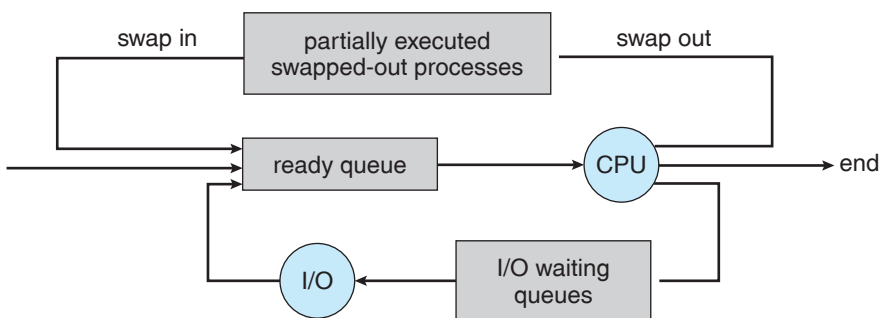 swap in
partially executed
swapped-out processes
swap out
ready queue
CPU
end
I/O
I/O waiting
queues